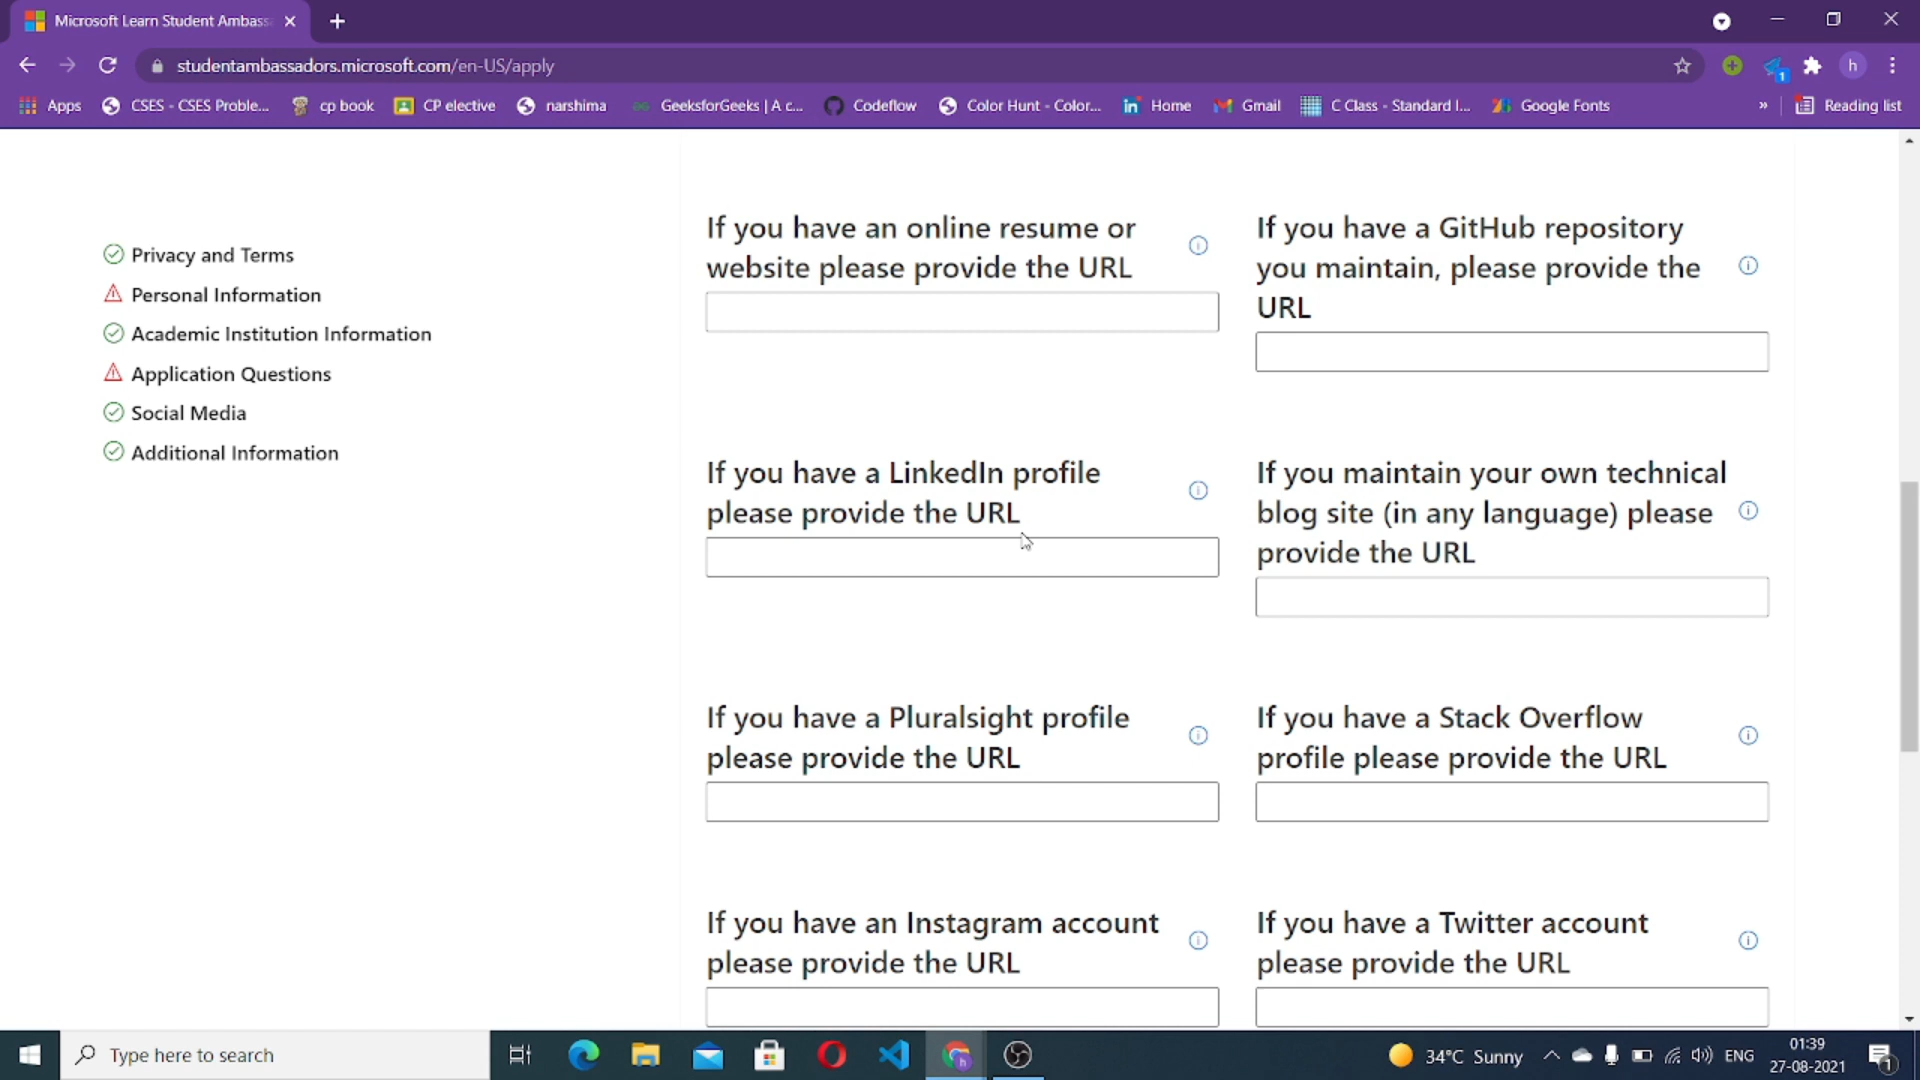 Microsoft Learn Student Ambass
studentambassadors.microsoft.com/en-US/apply
h
1
Apps
CSES - CSES Proble...
cp book
CP elective
narshima
GeeksforGeeks | A c...
Codeflow
Color Hunt - Color...
Home
Gmail
C Class - Standard I...
Google Fonts
»
Reading list
Privacy and Terms
Personal Information
Academic Institution Information
Application Questions
Social Media
Additional Information
If you have an online resume or
website please provide the URL
If you have a GitHub repository
you maintain, please provide the
URL
If you have a LinkedIn profile
please provide the URL
If you maintain your own technical
blog site (in any language) please
provide the URL
If you have a Pluralsight profile
please provide the URL
If you have a Stack Overflow
profile please provide the URL
If you have an Instagram account
please provide the URL
If you have a Twitter account
please provide the URL
Type here to search
34°C Sunny
ENG
01:39
27-08-2021
1